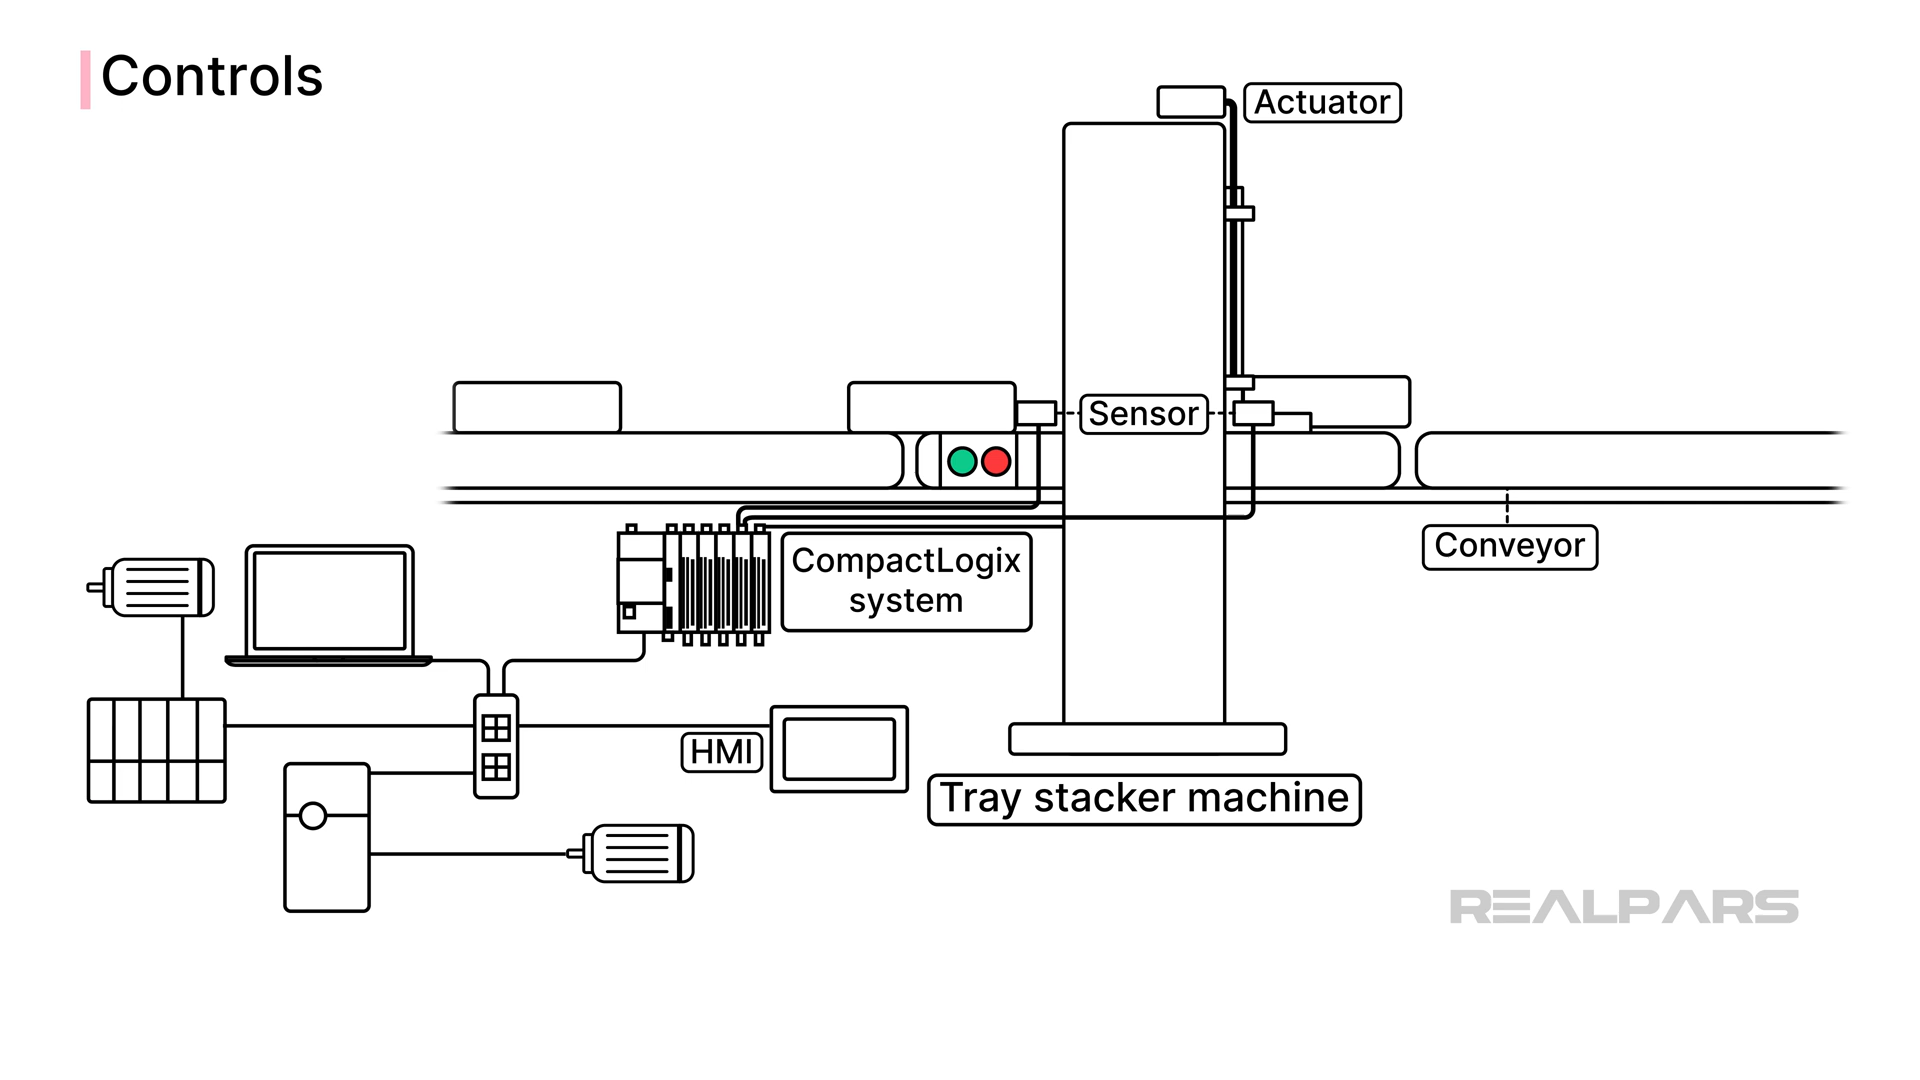 Controls
Actuator
Sensor
Conveyor
CompactLogix
system
HMI
Tray stacker machine
REALPARS